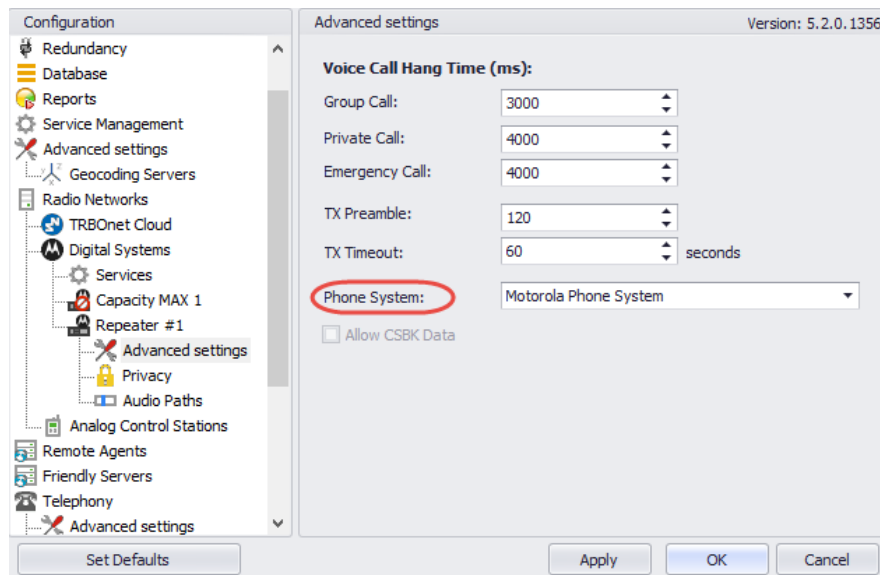 Configuration
Redundancy
Database
Reports
Service Management
Advanced settings
Geocoding Servers
Radio Networks
TRBOnet Cloud
Digital Systems
Services
Capacity MAX 1
Repeater #1
Advanced settings
Privacy
Audio Paths
Analog Control Stations
Remote Agents
Friendly Servers
Telephony
Advanced settings
Set Defaults
Advanced settings Version: 5.2.0.1356
Voice Call Hang Time (ms):
Group Call: 3000
Private Call: 4000
Emergency Call: 4000
TX Preamble: 120
TX Timeout: 60 seconds
Phone System: Motorola Phone System
Allow CSBK Data
Apply OK Cancel